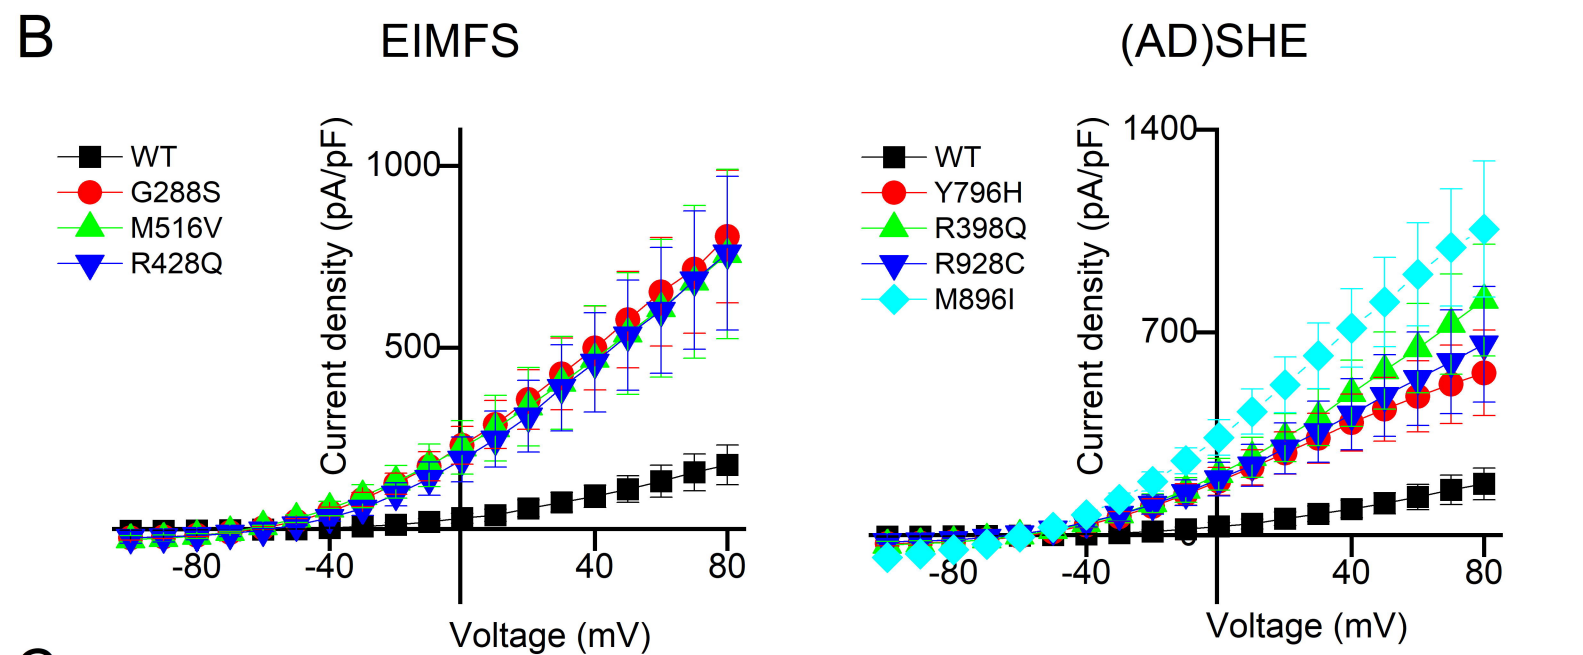 B
EIMFS
(AD)SHE
WT
G288S
M516V
R428Q
Current density (pA/pF)
1000
500
-80
-40
40
80
Voltage (mV)
WT
Y796H
R398Q
R928C
M896I
Current density (pA/pF)
1400
700
0
-80
-40
40
80
Voltage (mV)